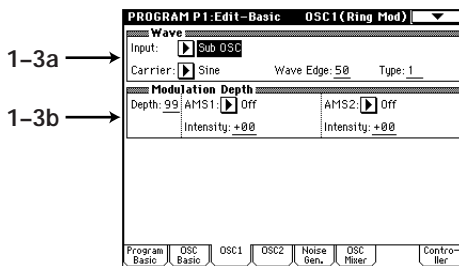 PROGRAM P1:Edit-Basic OSC1(Ring Mod)
Wave
1–3a
Input: Sub OSC
Carrier: Sine Wave Edge: 50 Type: 1
Modulation Depth
1–3b
Depth: 99 AMS1: Off AMS2: Off
Intensity: +00 Intensity: +00
Program Basic OSC Basic OSC1 OSC2 Noise Gen. OSC Mixer Contro-ller